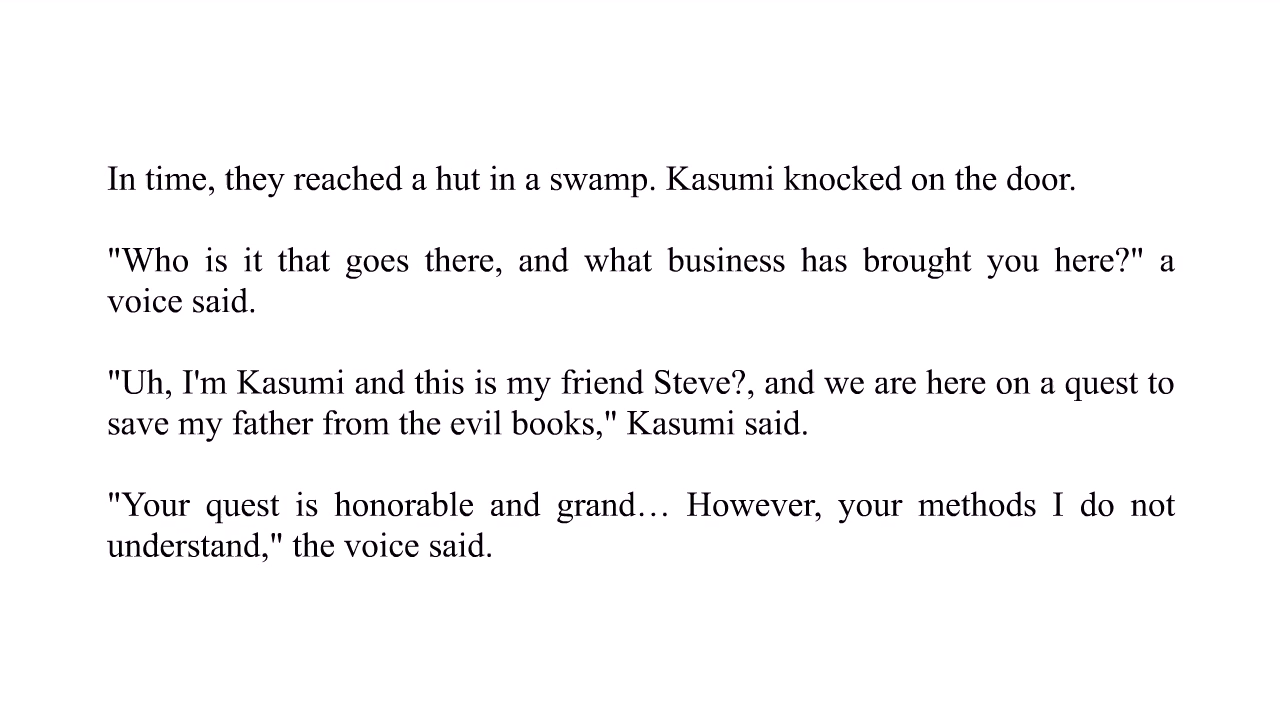 In time, they reached a hut in a swamp. Kasumi knocked on the door.
"Who is it that goes there, and what business has brought you here?" a
voice said.
"Uh, I'm Kasumi and this is my friend Steve?, and we are here on a quest to
save my father from the evil books," Kasumi said.
"Your quest is honorable and grand… However, your methods I do not
understand," the voice said.